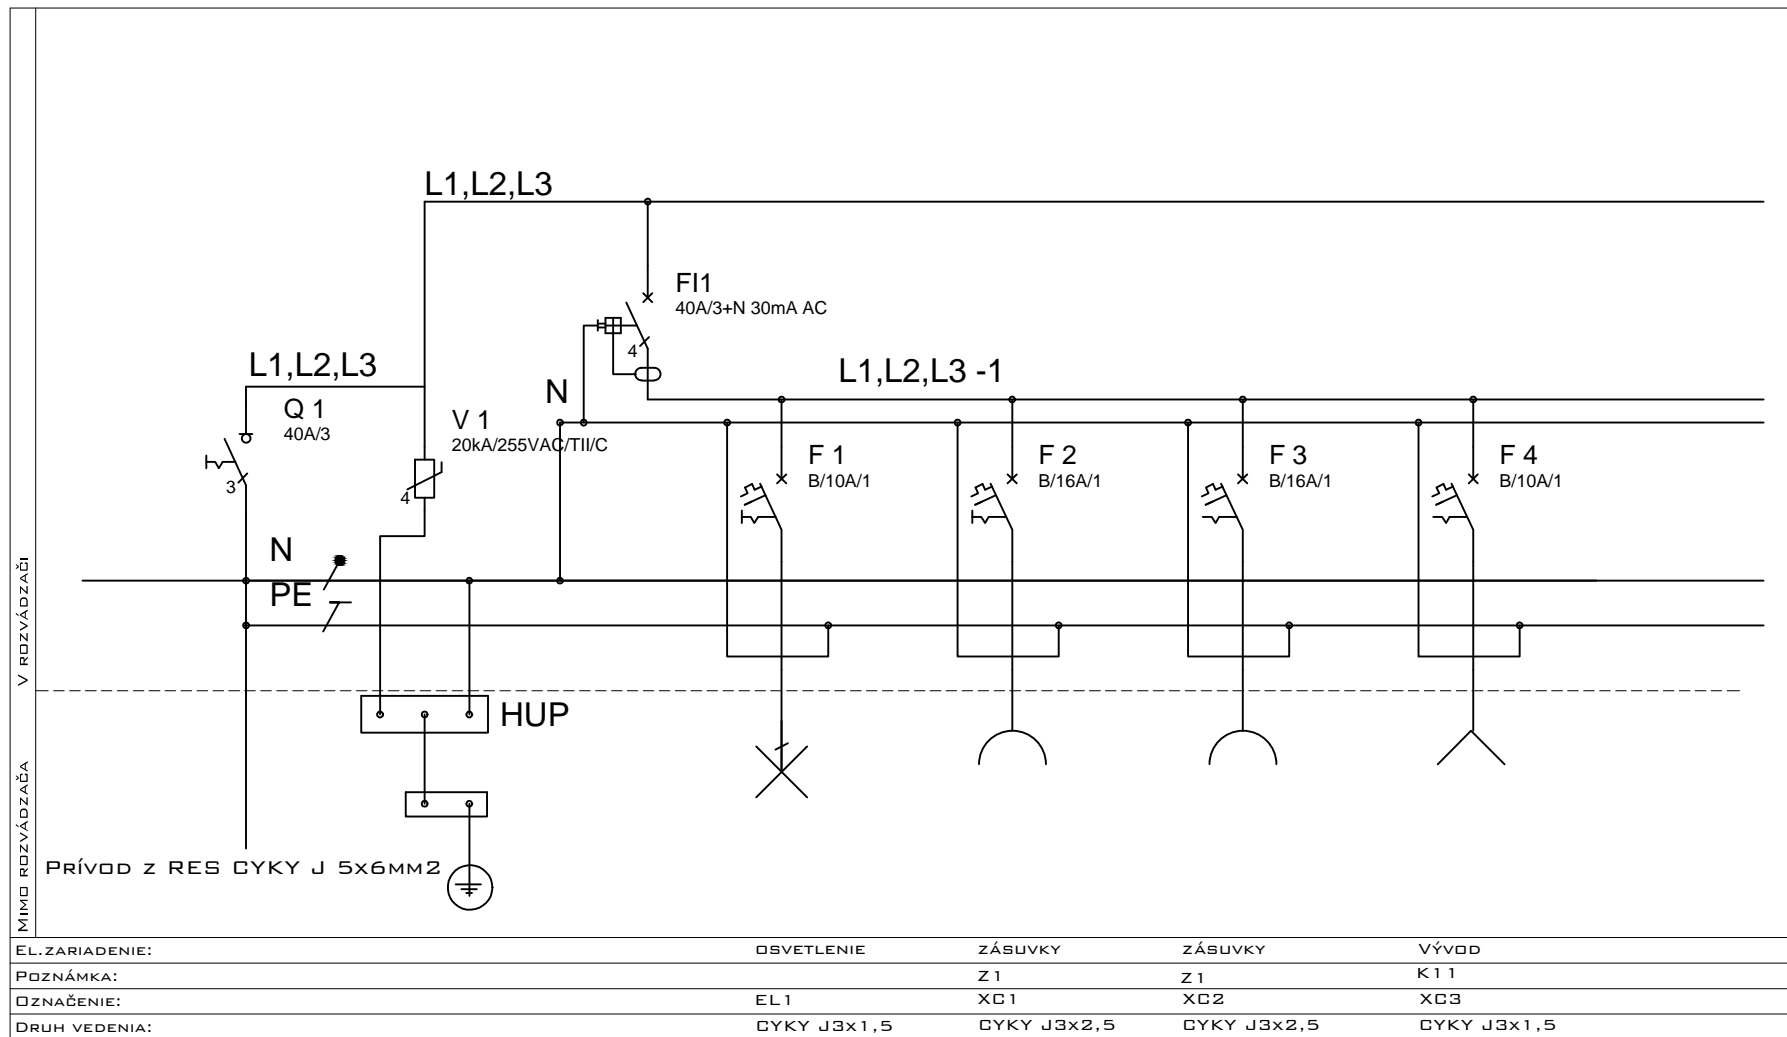 L1,L2,L3
FI1
40A/3+N 30mA AC
4
L1,L2,L3
Q 1
40A/3
3
V 1
20kA/255VAC/TII/C
4
N
L1,L2,L3 -1
F 1
B/10A/1
F 2
B/16A/1
F 3
B/16A/1
F 4
B/10A/1
N
PE
V ROZVÁDZAČI
HUP
MIMO ROZVÁDZAČA
PRÍVOD Z RES CYKY J 5X6MM2
EL.ZARIADENIE: OSVETLENIE ZÁSUVKY ZÁSUVKY VÝVOD
POZNÁMKA: Z1 Z1 K11
OZNAČENIE: EL1 XC1 XC2 XC3
DRUH VEDENIA: CYKY J3X1,5 CYKY J3X2,5 CYKY J3X2,5 CYKY J3X1,5